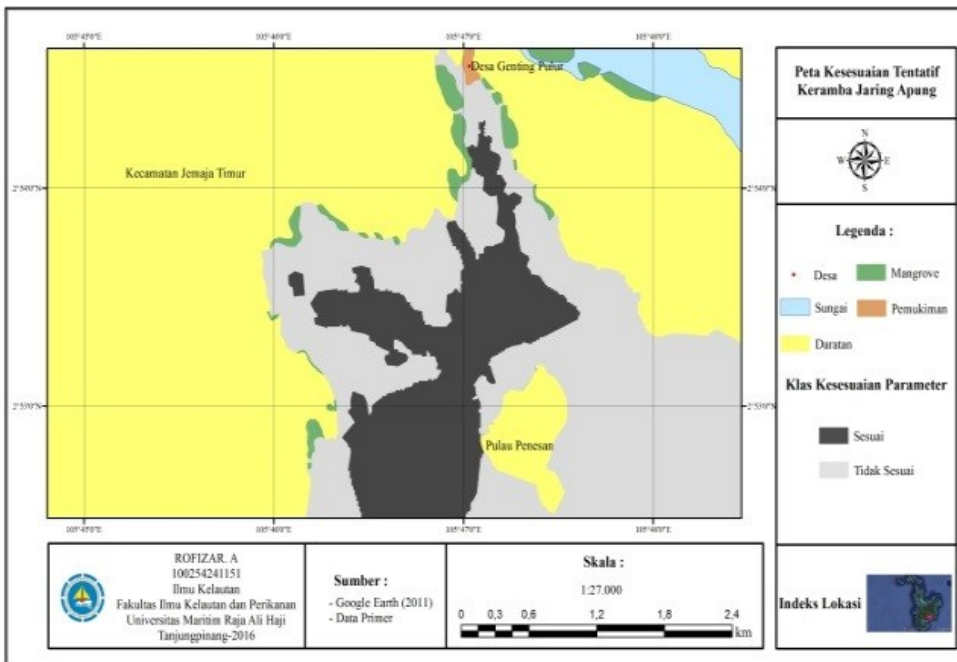 105°45'0"E
105°46'0"E
105°47'0"E
105°48'0"E
Desa Genting Pulur
Kecamatan Jemaja Timur
2°54'0"N
2°54'0"N
2°53'0"N
2°53'0"N
Pulau Penesan
105°45'0"E
105°46'0"E
105°47'0"E
105°48'0"E
Peta Kesesuaian Tentatif
Keramba Jaring Apung
N
W E
S
Legenda :
Desa
Mangrove
Sungai
Pemukiman
Daratan
Klas Kesesuaian Parameter
Sesuai
Tidak Sesuai
Indeks Lokasi
ROFIZAR. A
100254241151
Ilmu Kelautan
Fakultas Ilmu Kelautan dan Perikanan
Universitas Maritim Raja Ali Haji
Tanjungpinang-2016
Sumber :
- Google Earth (2011)
- Data Primer
Skala :
1:27.000
0 0,3 0,6 1,2 1,8 2,4
km